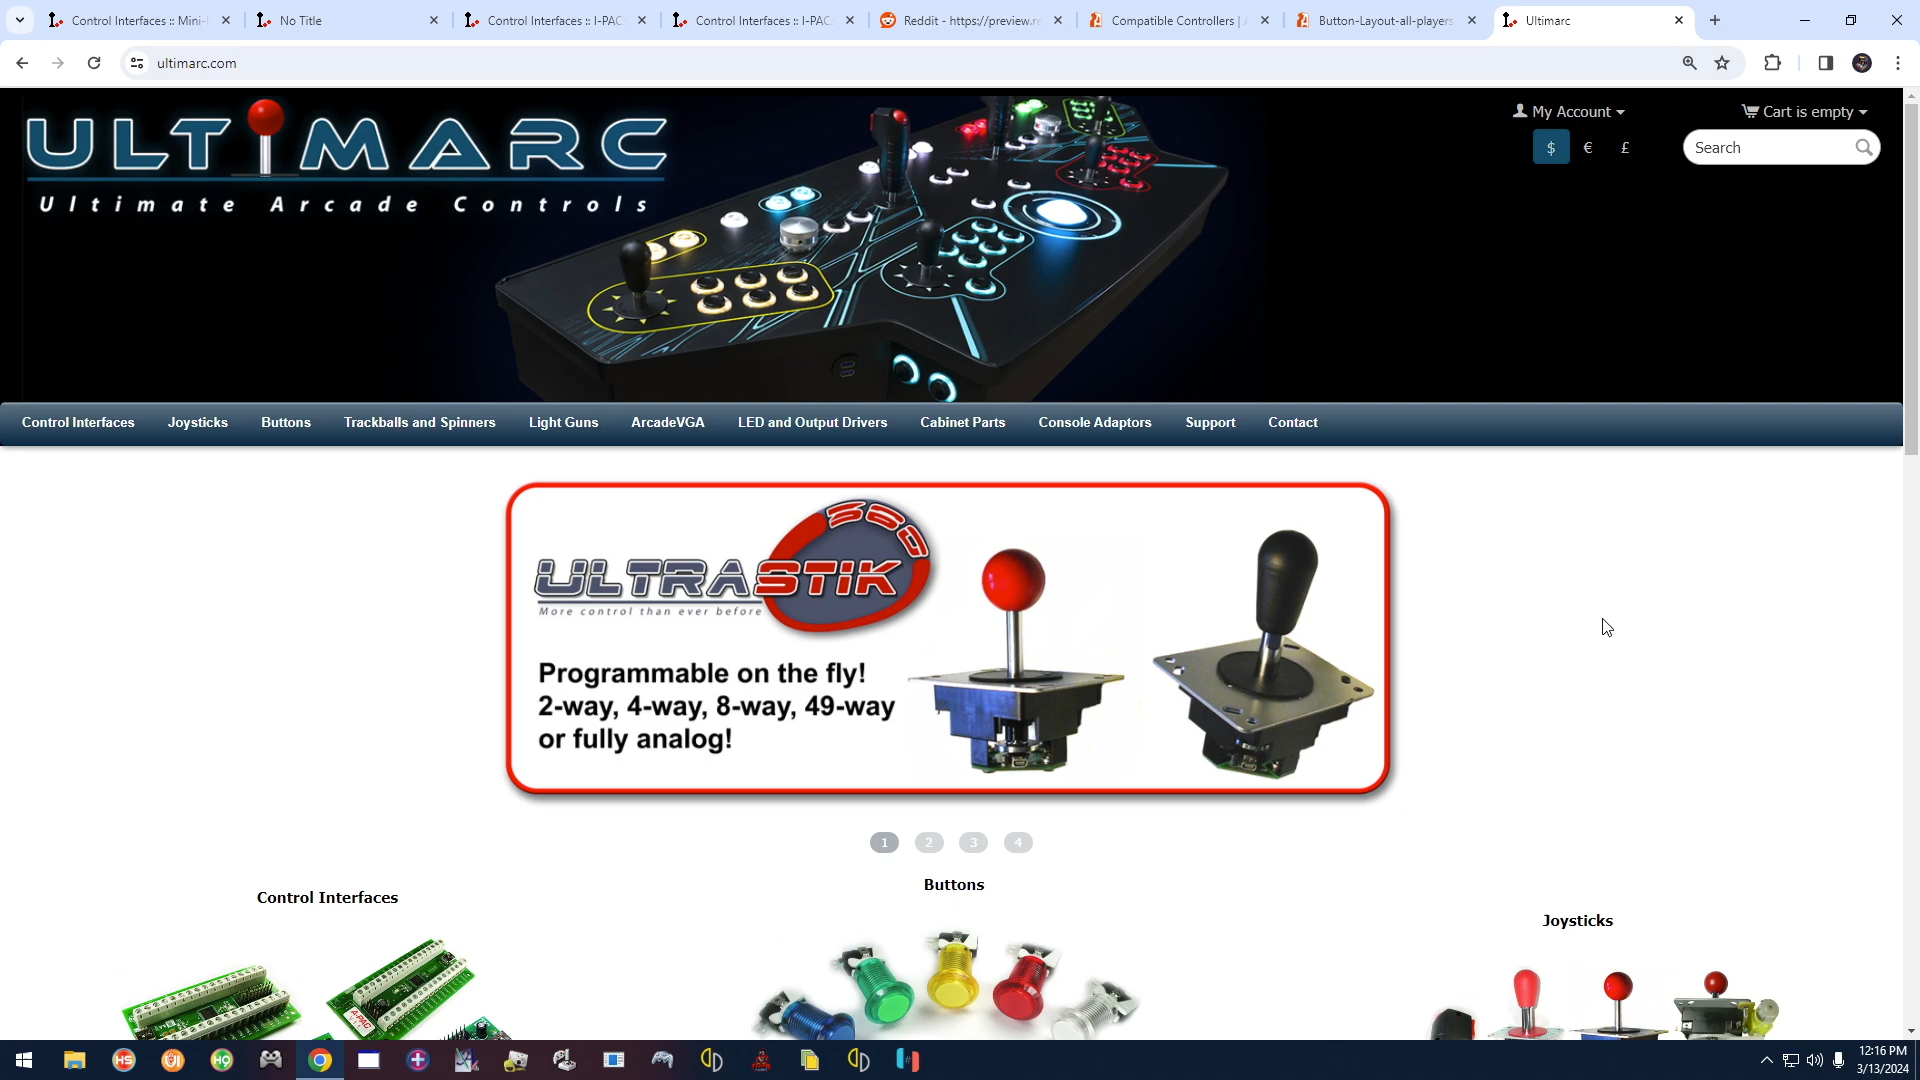 Control Interfaces :: Mini-
No Title
Control Interfaces :: I-PAC
Control Interfaces :: I-PAC
Reddit - https://preview.re
Compatible Controllers |
Button-Layout-all-players
Ultimarc
ultimarc.com
ULTIMARC
Ultimate Arcade Controls
My Account
Cart is empty
$ € £
Search
Control Interfaces
Joysticks
Buttons
Trackballs and Spinners
Light Guns
ArcadeVGA
LED and Output Drivers
Cabinet Parts
Console Adaptors
Support
Contact
ULTRASTIK 360
More control than ever before
Programmable on the fly!
2-way, 4-way, 8-way, 49-way
or fully analog!
1 2 3 4
Control Interfaces
Buttons
Joysticks
A-PAC
HS
HQ
12:16 PM
3/13/2024